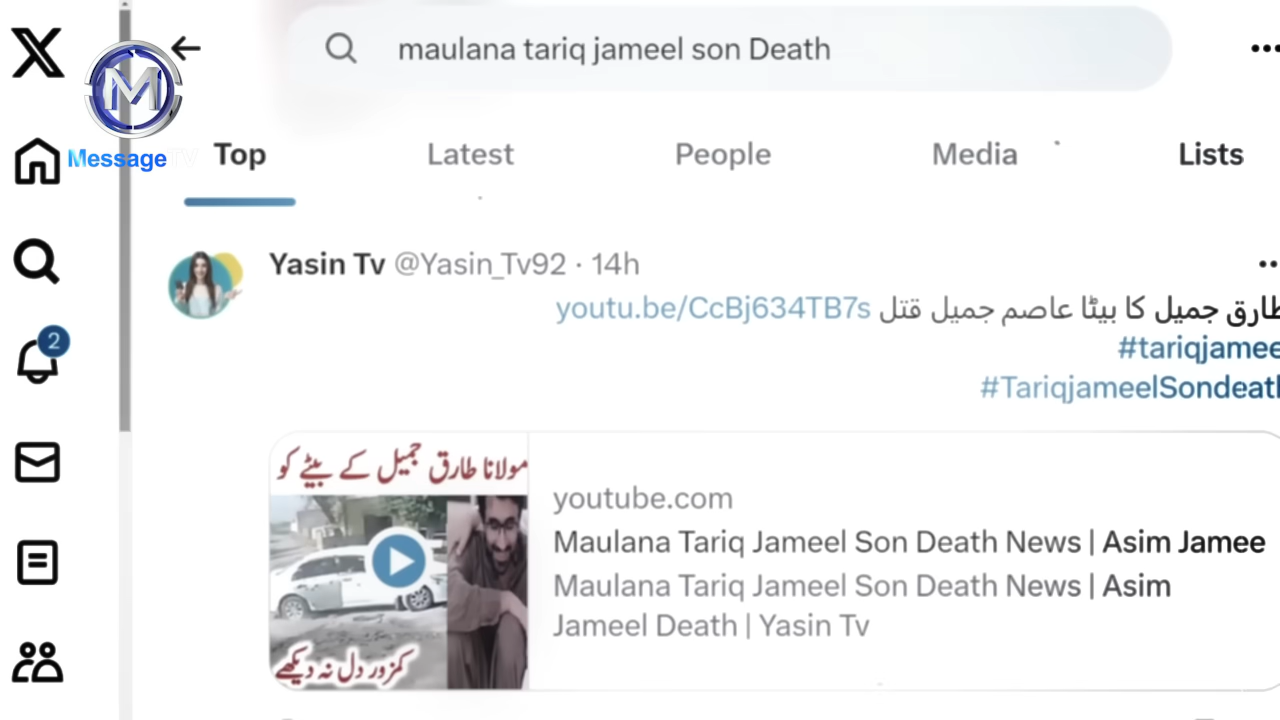 maulana tariq jameel son Death
Message TV
Top Latest People Media Lists
Yasin Tv @Yasin_Tv92 · 14h
طارق جمیل کا بیٹا عاصم جمیل قتل youtu.be/CcBj634TB7s
#tariqjamee
#TariqjameelSondeat
2
مولانا طارق جمیل کے بیٹے کو
کمزور دل نہ دیکھے
youtube.com
Maulana Tariq Jameel Son Death News | Asim Jamee
Maulana Tariq Jameel Son Death News | Asim
Jameel Death | Yasin Tv